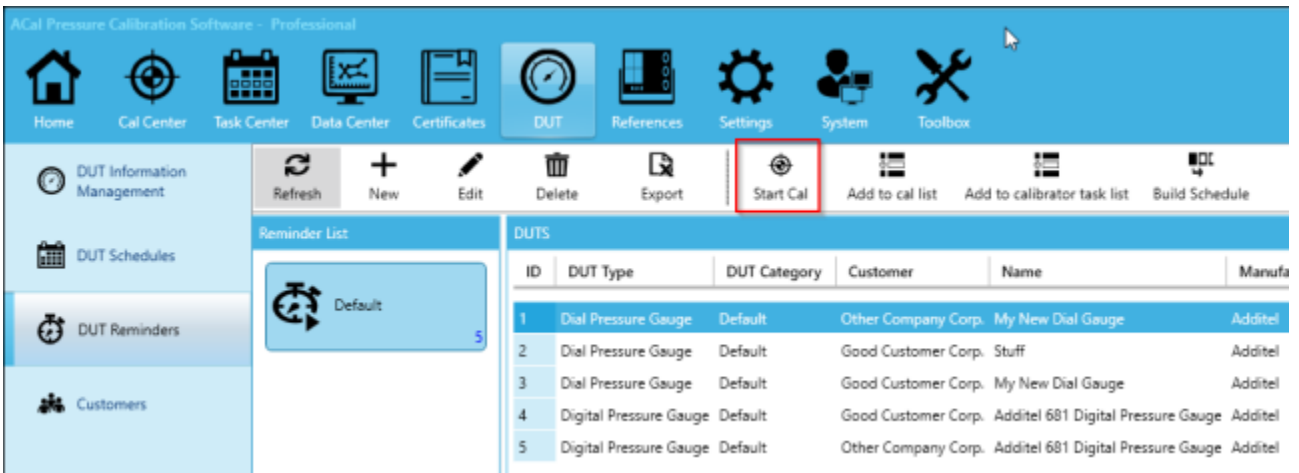 ACal Pressure Calibration Software - Professional
Home Cal Center Task Center Data Center Certificates DUT References Settings System Toolbox
DUT Information
Management
DUT Schedules
DUT Reminders
Customers
Refresh New Edit Delete Export Start Cal Add to cal list Add to calibrator task list Build Schedule
Reminder List
Default
5
DUTS
ID DUT Type DUT Category Customer Name Manufa
1 Dial Pressure Gauge Default Other Company Corp. My New Dial Gauge Additel
2 Dial Pressure Gauge Default Good Customer Corp. Stuff Additel
3 Dial Pressure Gauge Default Good Customer Corp. My New Dial Gauge Additel
4 Digital Pressure Gauge Default Good Customer Corp. Additel 681 Digital Pressure Gauge Additel
5 Digital Pressure Gauge Default Other Company Corp. Additel 681 Digital Pressure Gauge Additel